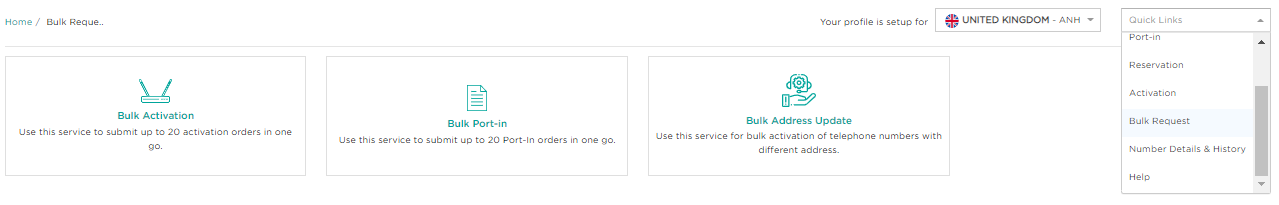 Home / Bulk Reque..
Your profile is setup for
UNITED KINGDOM - ANH
Quick Links
Port-in
Reservation
Activation
Bulk Request
Number Details & History
Help
Bulk Activation
Use this service to submit up to 20 activation orders in one
go.
Bulk Port-in
Use this service to submit up to 20 Port-In orders in one go.
Bulk Address Update
Use this service for bulk activation of telephone numbers with
different address.